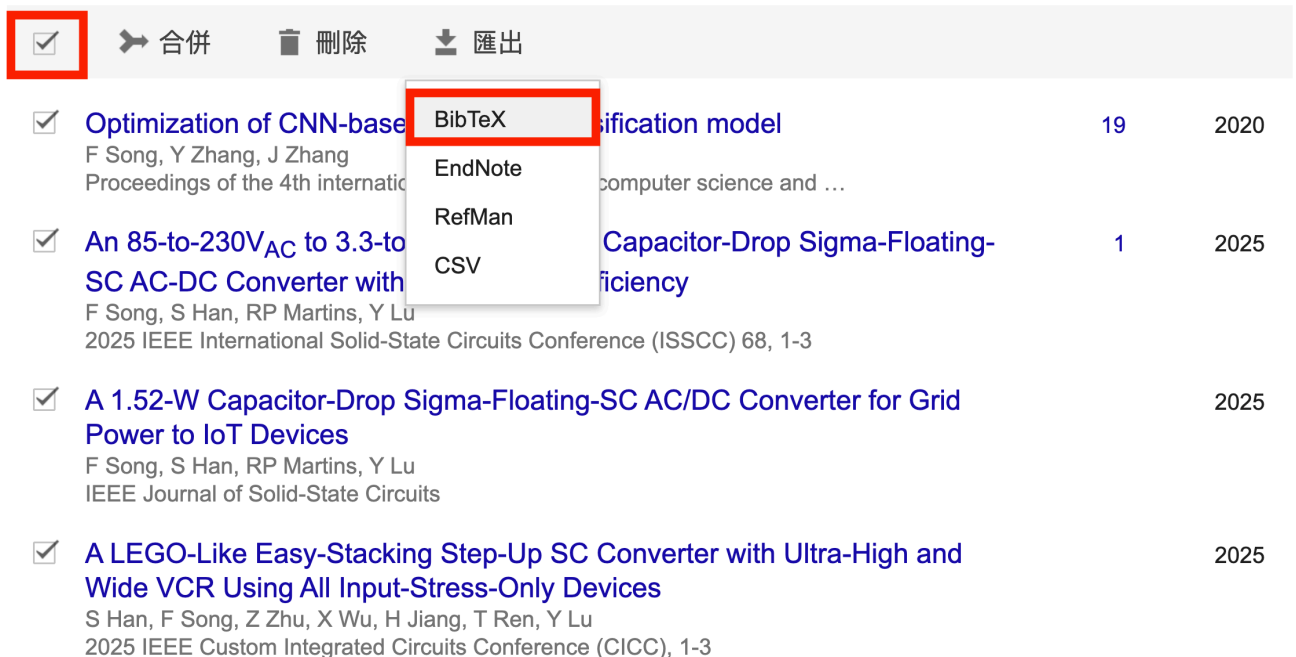 合併 刪除 匯出
BibTeX
EndNote
RefMan
CSV
Optimization of CNN-base sification model 19 2020
F Song, Y Zhang, J Zhang
Proceedings of the 4th internatio computer science and …
An 85-to-230VAC to 3.3-to Capacitor-Drop Sigma-Floating- 1 2025
SC AC-DC Converter with ficiency
F Song, S Han, RP Martins, Y Lu
2025 IEEE International Solid-State Circuits Conference (ISSCC) 68, 1-3
A 1.52-W Capacitor-Drop Sigma-Floating-SC AC/DC Converter for Grid 2025
Power to IoT Devices
F Song, S Han, RP Martins, Y Lu
IEEE Journal of Solid-State Circuits
A LEGO-Like Easy-Stacking Step-Up SC Converter with Ultra-High and 2025
Wide VCR Using All Input-Stress-Only Devices
S Han, F Song, Z Zhu, X Wu, H Jiang, T Ren, Y Lu
2025 IEEE Custom Integrated Circuits Conference (CICC), 1-3